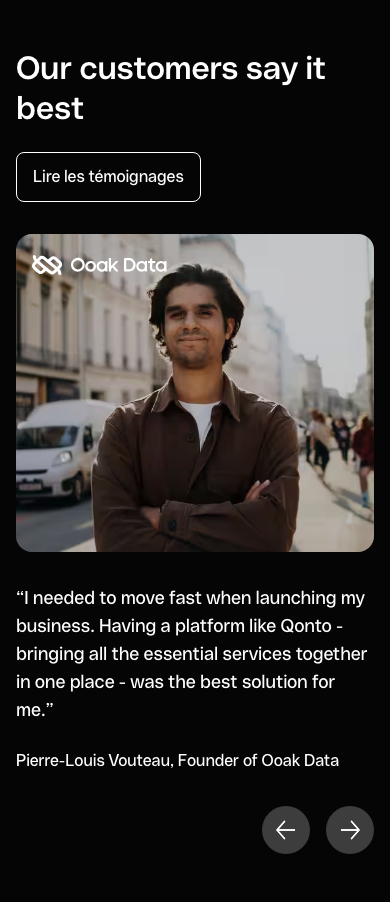 Our customers say it
best
Lire les témoignages
Ooak Data
“I needed to move fast when launching my
business. Having a platform like Qonto -
bringing all the essential services together
in one place - was the best solution for
me.”
Pierre-Louis Vouteau, Founder of Ooak Data